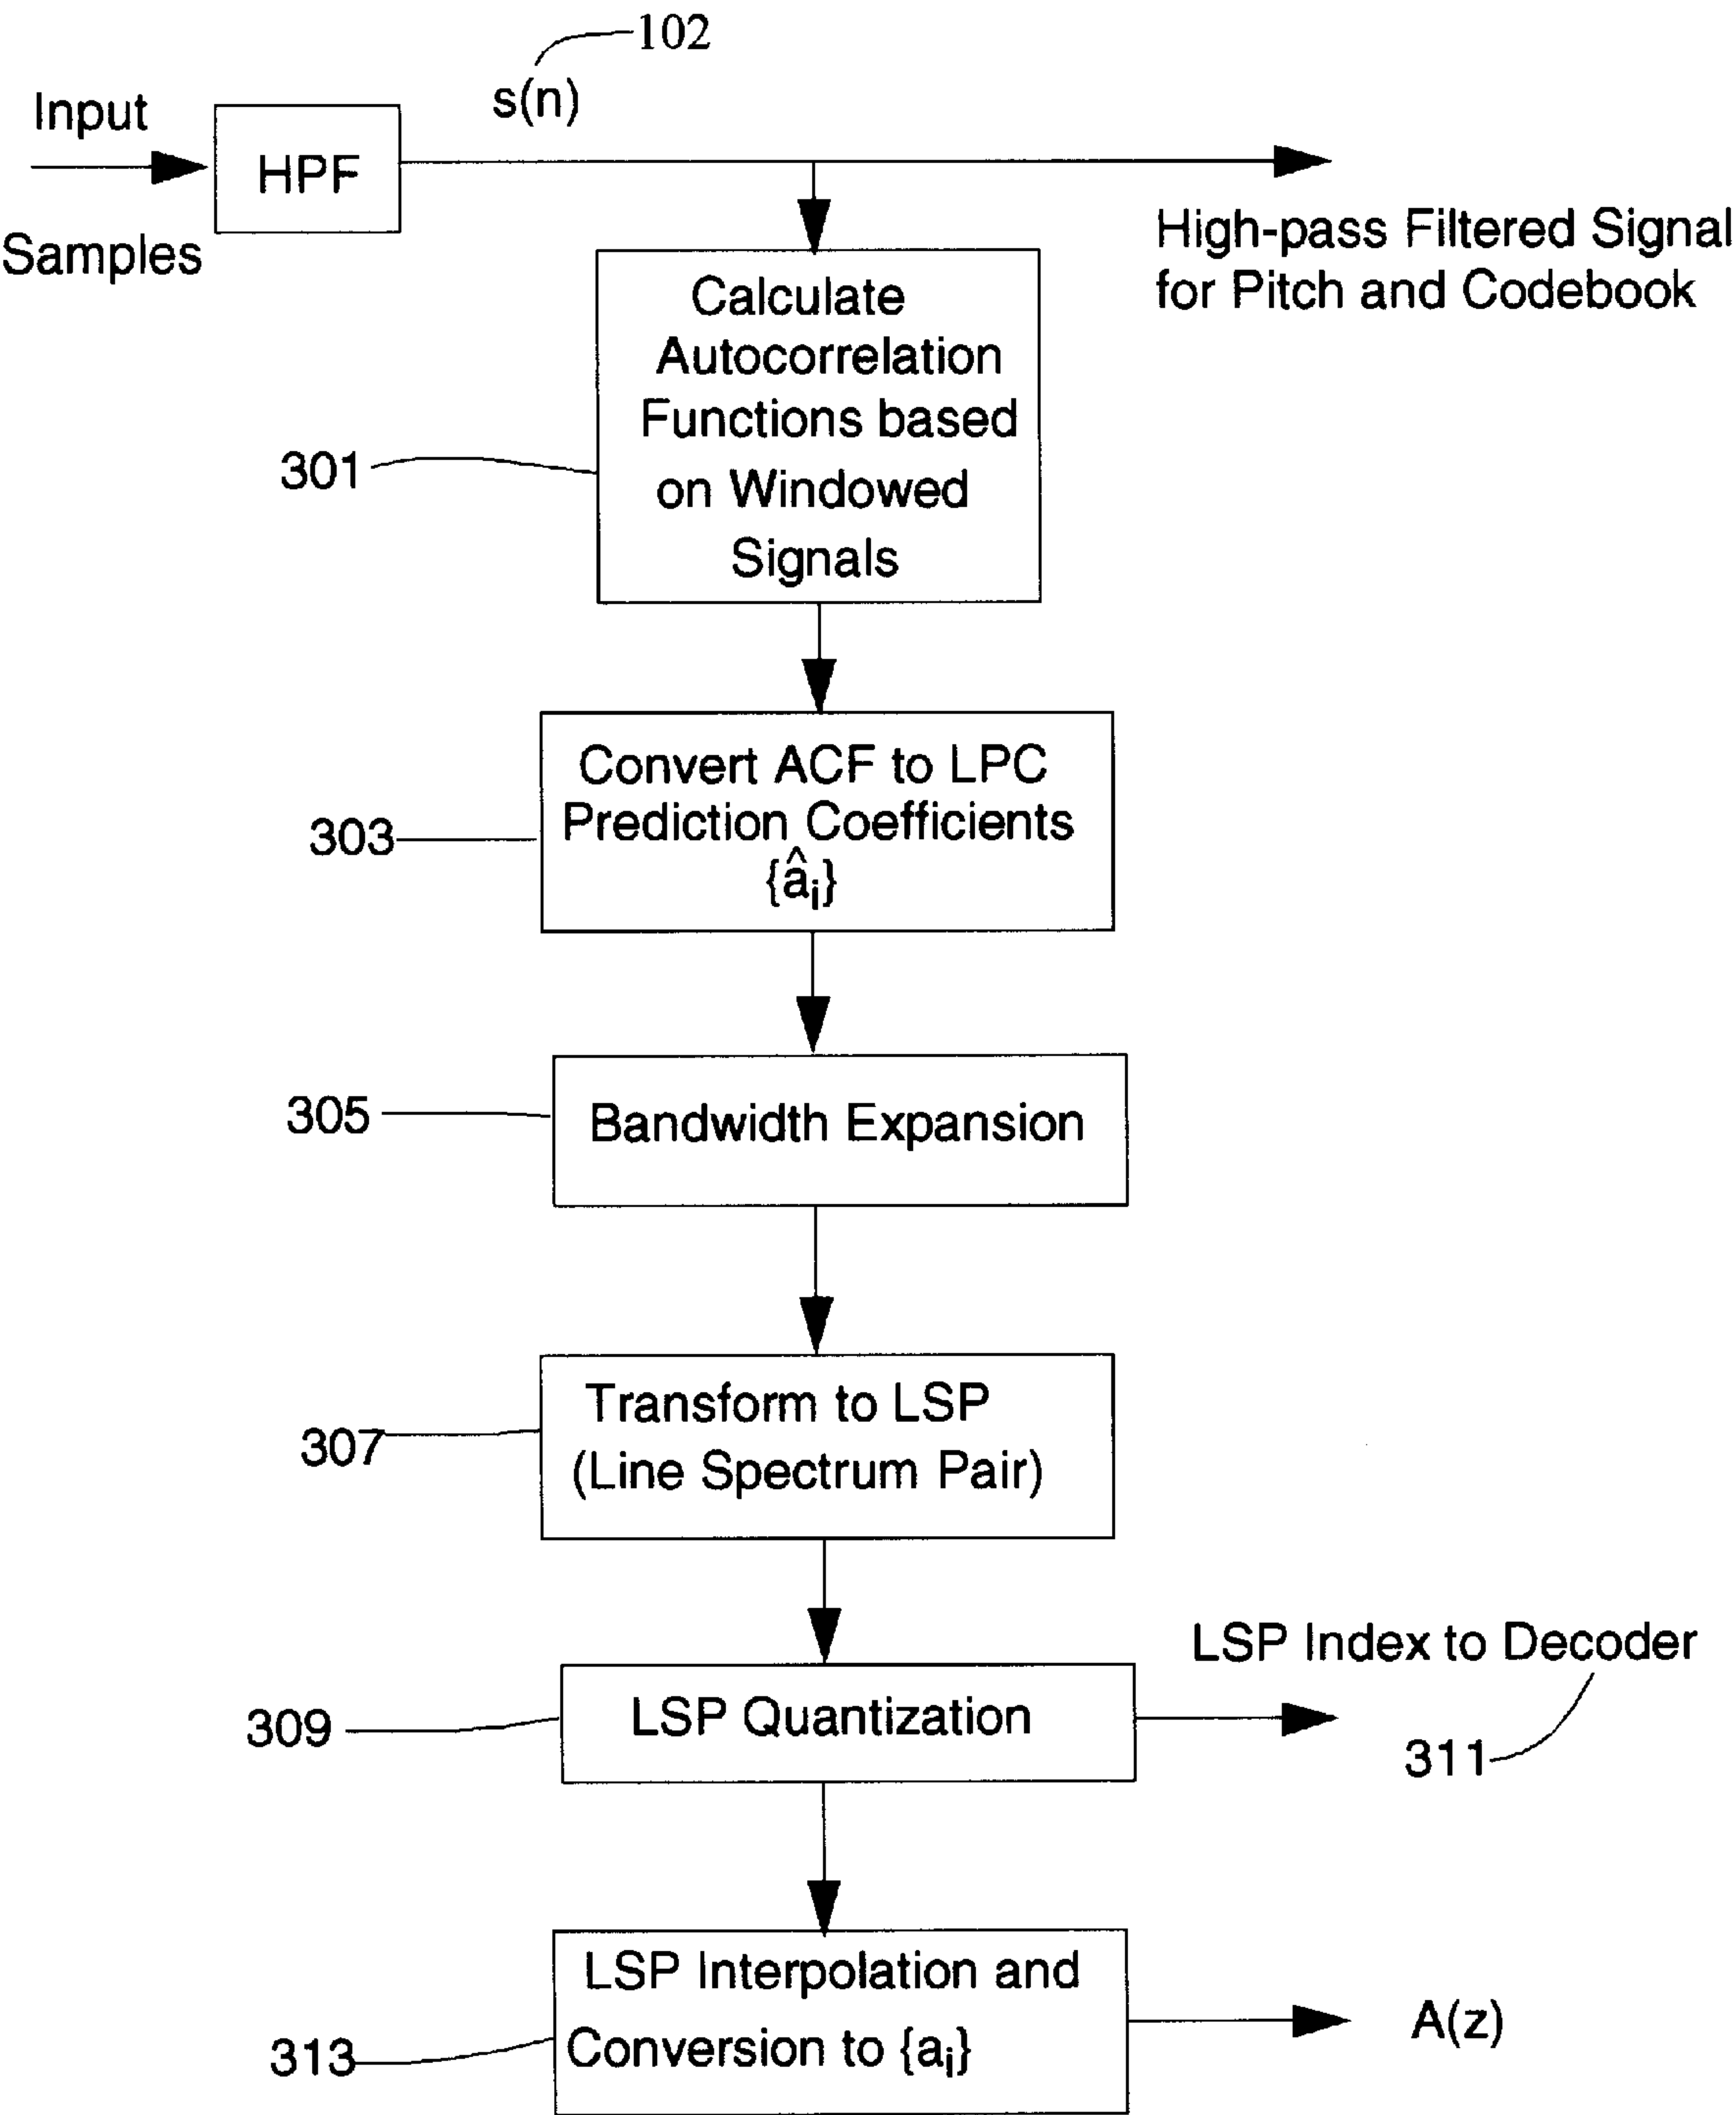 102
s(n)
Input
Samples
HPF
High-pass Filtered Signal
for Pitch and Codebook
Calculate
Autocorrelation
Functions based
on Windowed
Signals
301
Convert ACF to LPC
Prediction Coefficients
{âᵢ}
303
Bandwidth Expansion
305
Transform to LSP
(Line Spectrum Pair)
307
LSP Index to Decoder
LSP Quantization
309
311
LSP Interpolation and
Conversion to {aᵢ}
313
A(z)